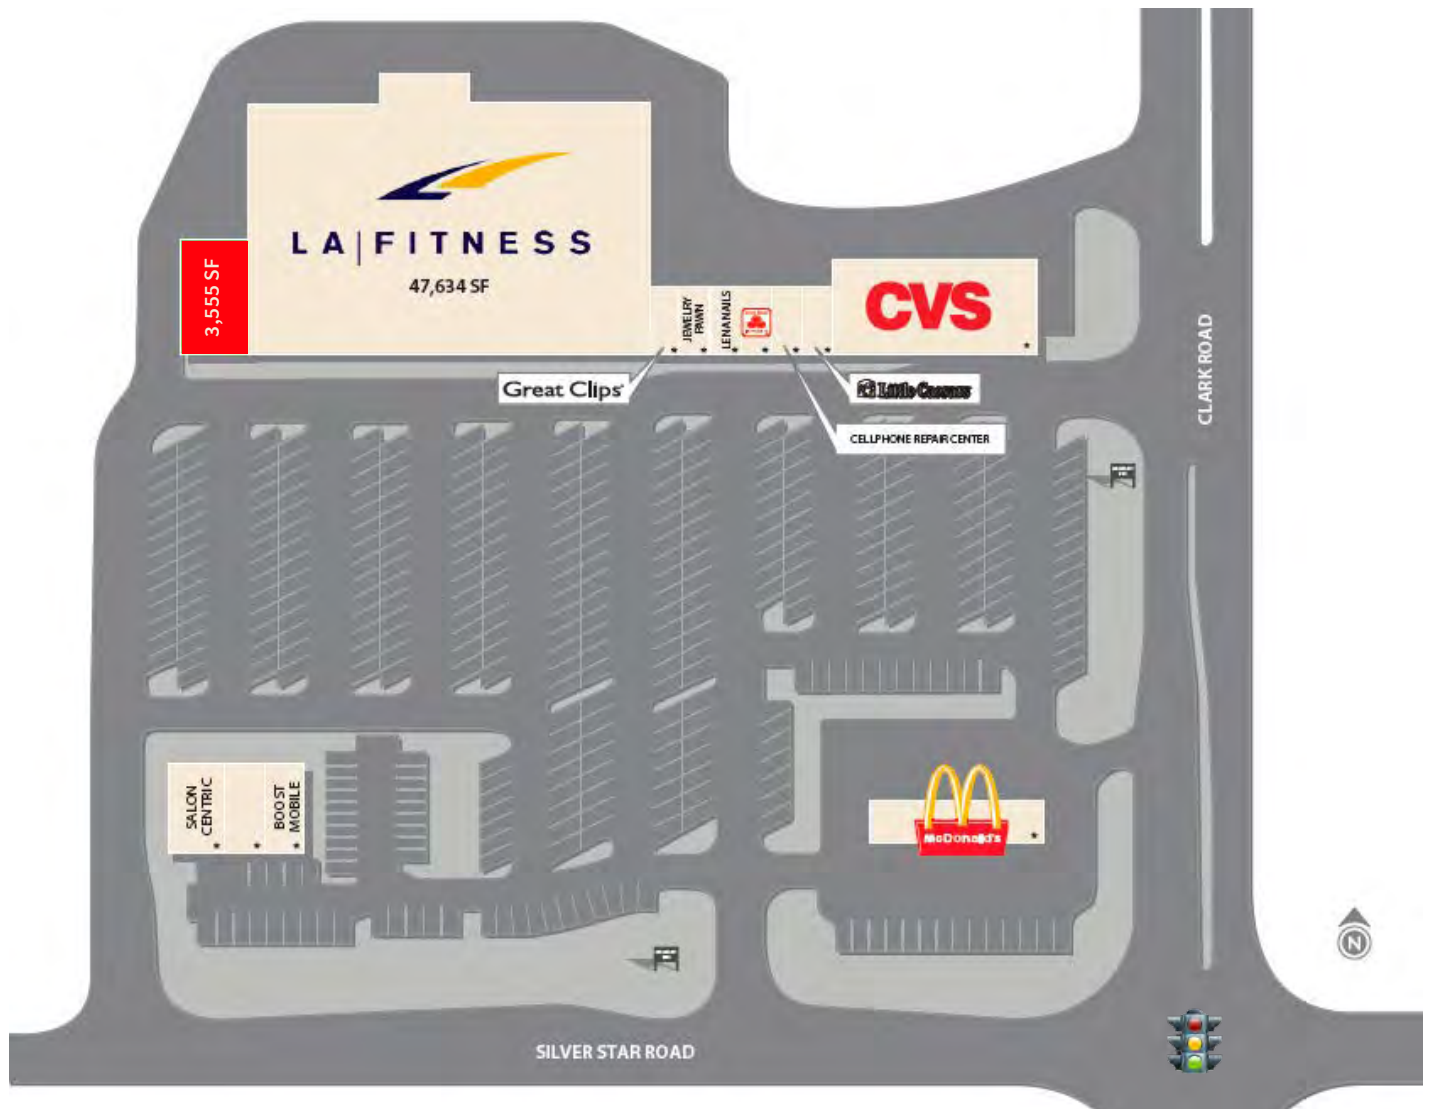 LA|FITNESS
47,634 SF
3,555 SF
JEWELRY
PAWN
LENA NAILS
CVS
Great Clips
Little Caesars
CELLPHONE REPAIR CENTER
CLARK ROAD
SALON
CENTRIC
BOOST
MOBILE
McDonald's
N
SILVER STAR ROAD